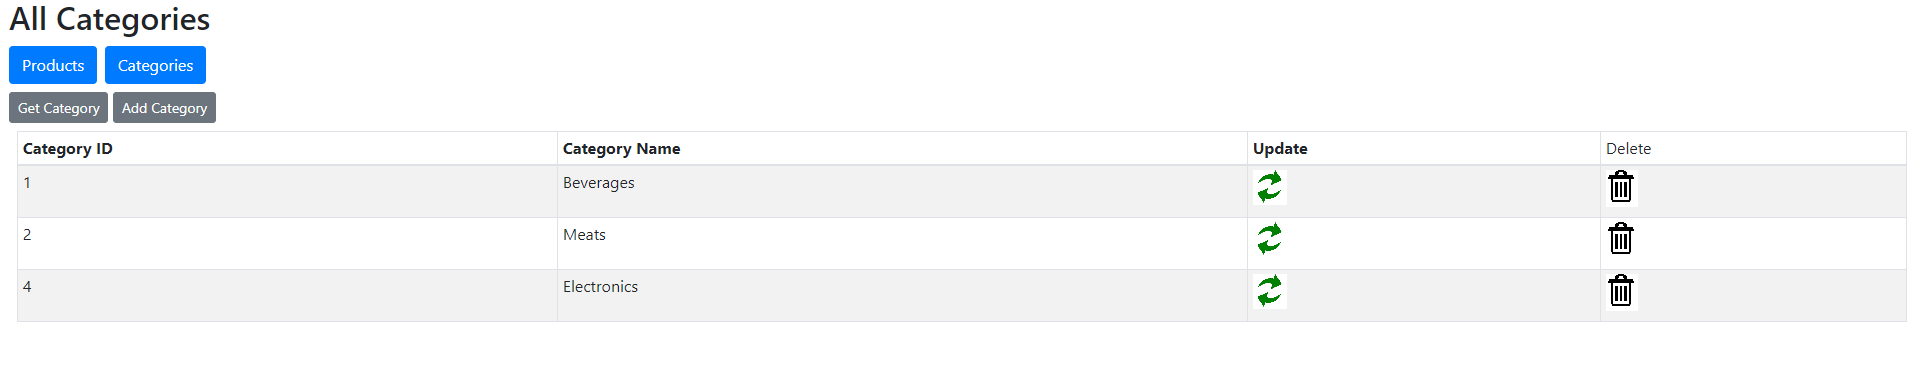 All Categories
Products Categories
Get Category Add Category
Category ID Category Name Update Delete
1 Beverages
2 Meats
4 Electronics